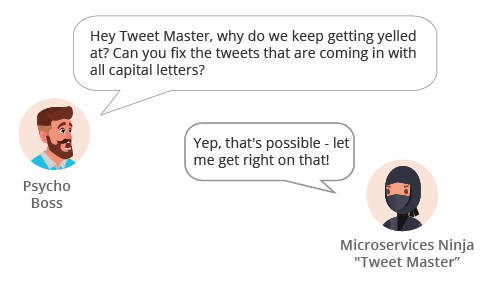 Hey Tweet Master, why do we keep getting yelled
at? Can you fix the tweets that are coming in with
all capital letters?
Psycho
Boss
Yep, that's possible - let
me get right on that!
Microservices Ninja
"Tweet Master”